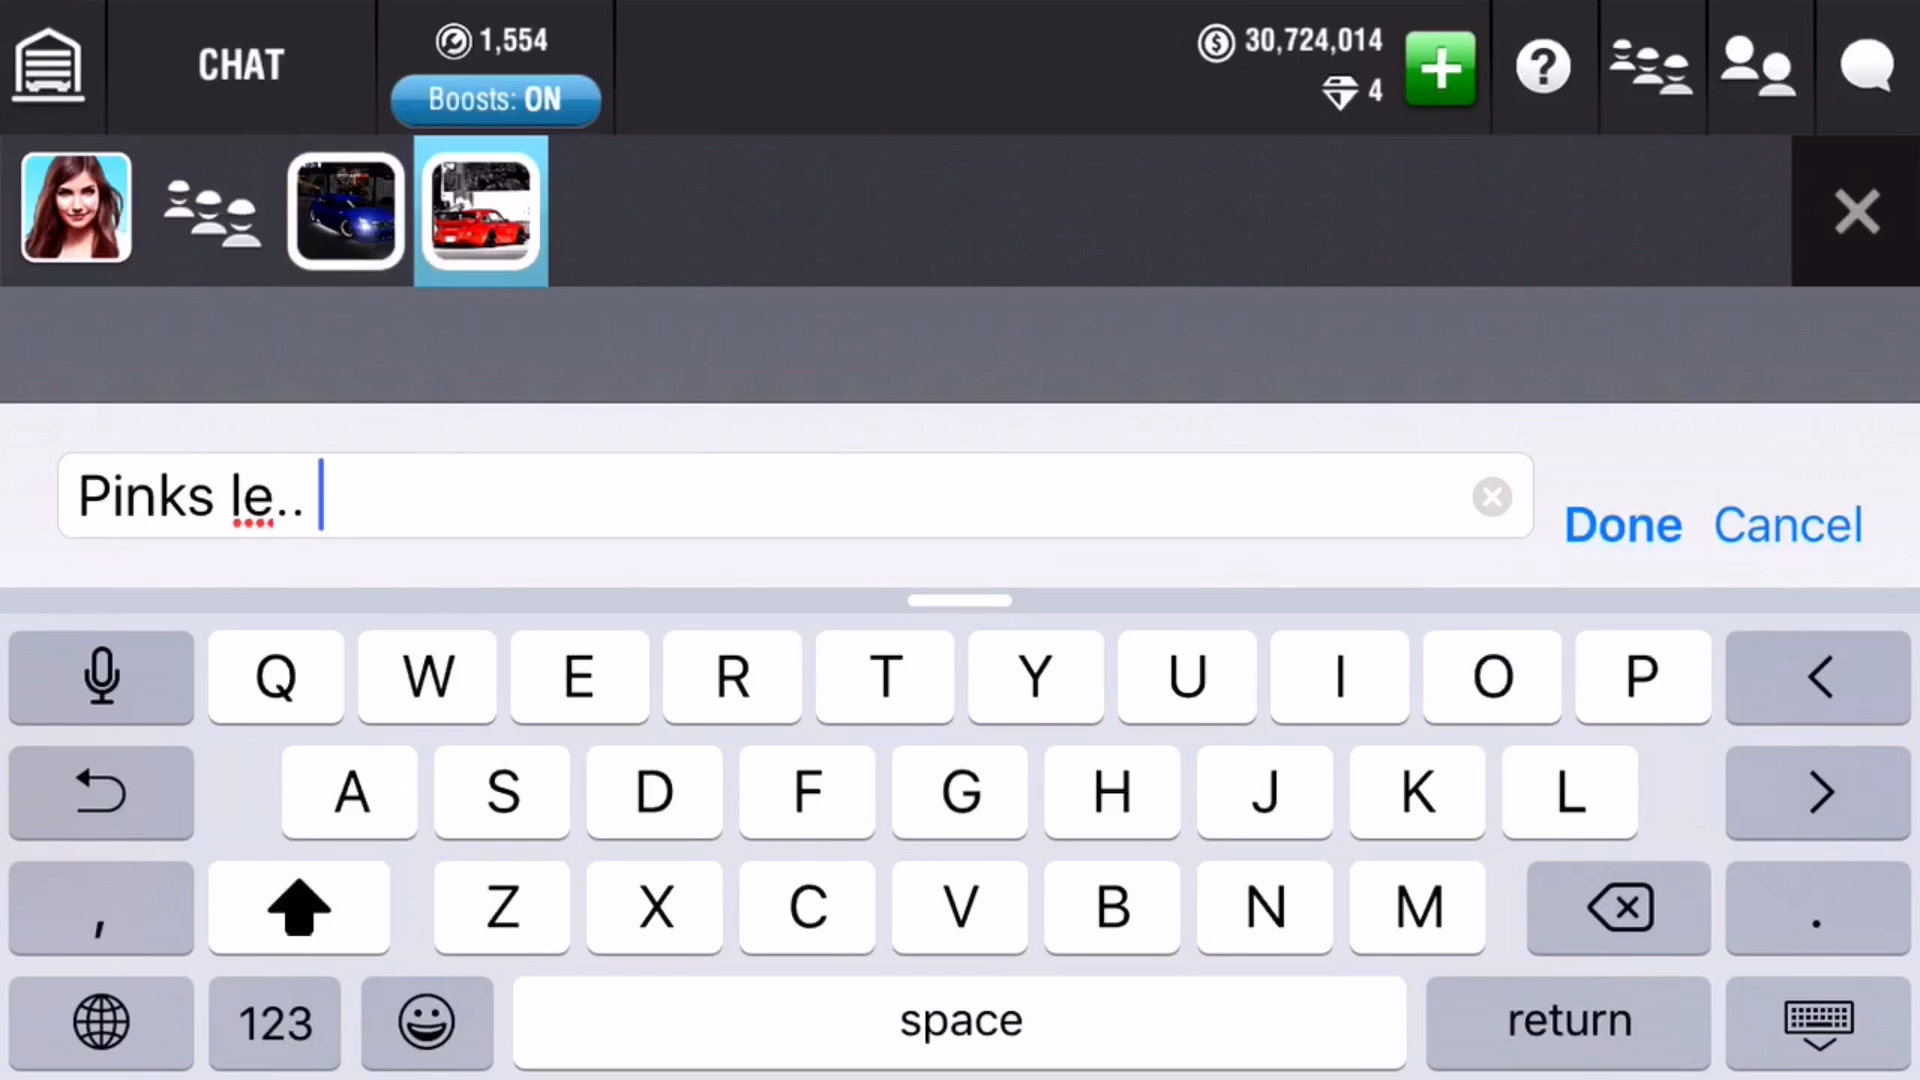 CHAT
1,554
Boosts: ON
30,724,014
4
Pinks le..
Done Cancel
Q W E R T Y U I O P
A S D F G H J K L
, Z X C V B N M .
123 space return